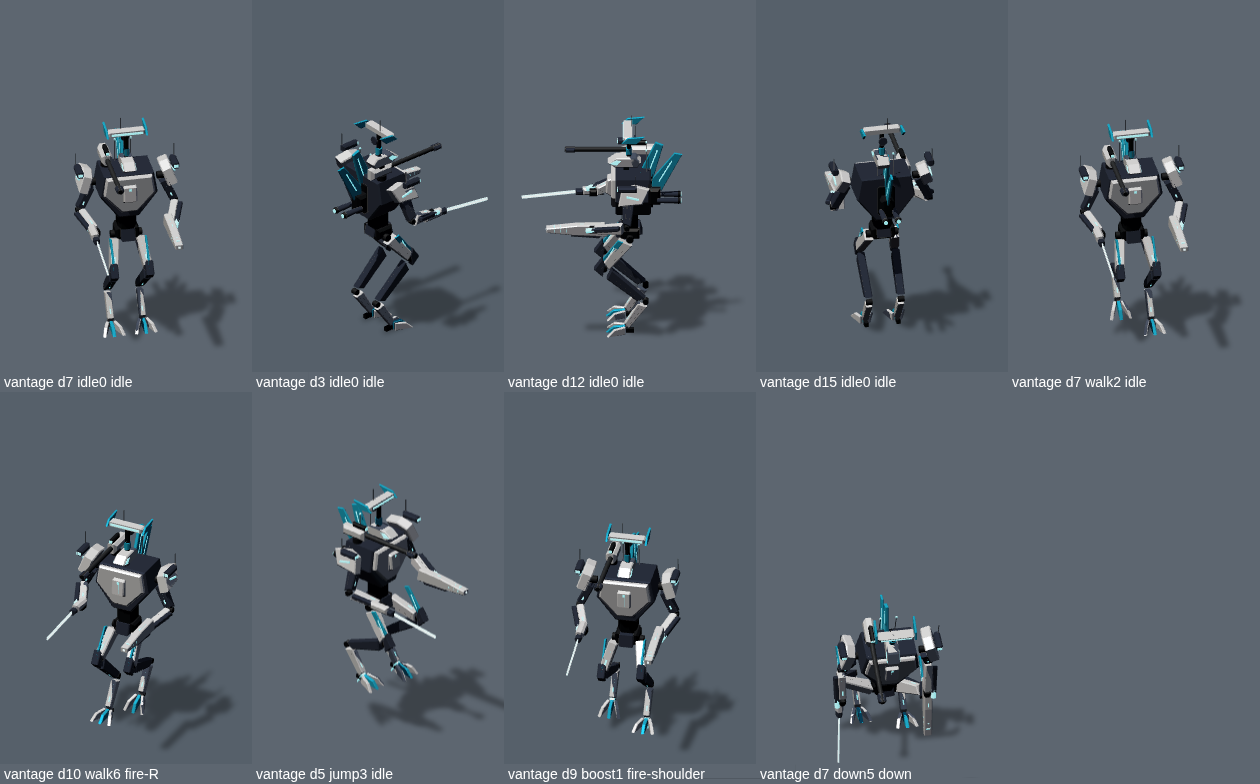 vantage d7 idle0 idle
vantage d3 idle0 idle
vantage d12 idle0 idle
vantage d15 idle0 idle
vantage d7 walk2 idle
vantage d10 walk6 fire-R
vantage d5 jump3 idle
vantage d9 boost1 fire-shoulder
vantage d7 down5 down